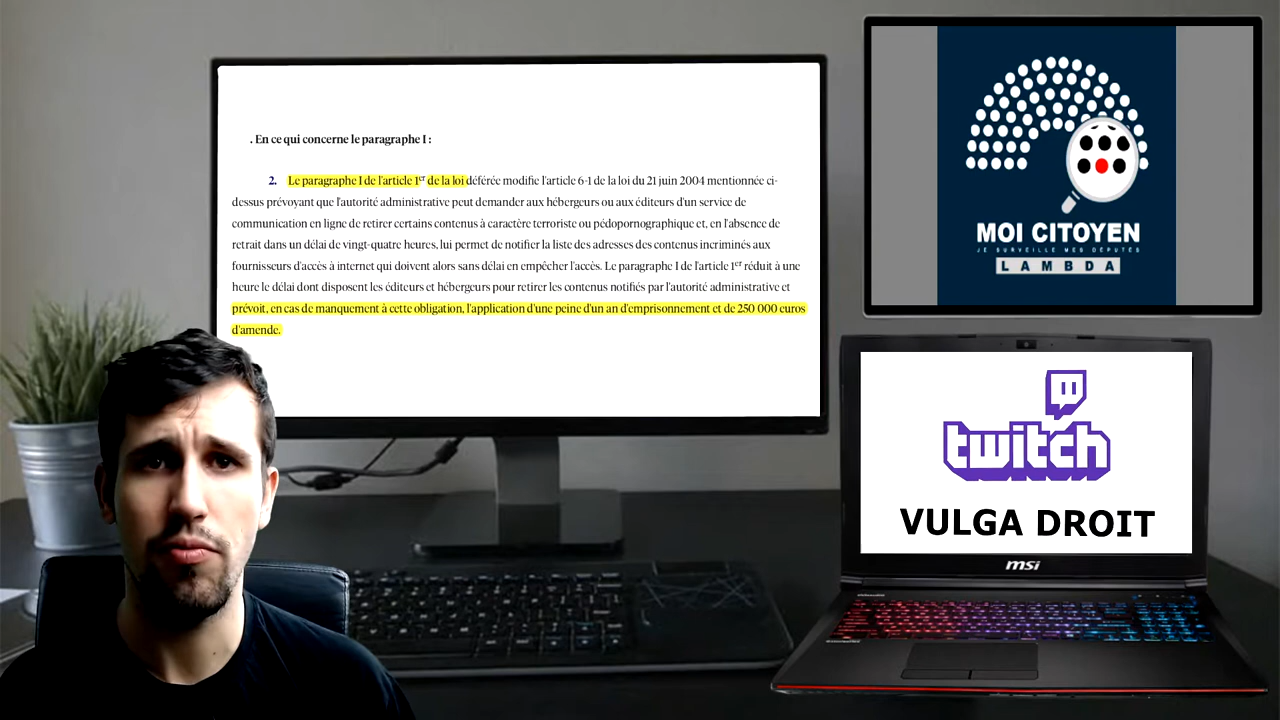 . En ce qui concerne le paragraphe I :
2. Le paragraphe I de l'article 1er de la loi déférée modifie l'article 6-1 de la loi du 21 juin 2004 mentionnée ci-
dessus prévoyant que l'autorité administrative peut demander aux hébergeurs ou aux éditeurs d'un service de
communication en ligne de retirer certains contenus à caractère terroriste ou pédopornographique et, en l'absence de
retrait dans un délai de vingt-quatre heures, lui permet de notifier la liste des adresses des contenus incriminés aux
fournisseurs d'accès à internet qui doivent alors sans délai en empêcher l'accès. Le paragraphe I de l'article 1er réduit à une
heure le délai dont disposent les éditeurs et hébergeurs pour retirer les contenus notifiés par l'autorité administrative et
prévoit, en cas de manquement à cette obligation, l'application d'une peine d'un an d'emprisonnement et de 250 000 euros
d'amende.
MOI CITOYEN
JE SURVEILLE MES DÉPUTÉS
LAMBDA
twitch
VULGA DROIT
msi